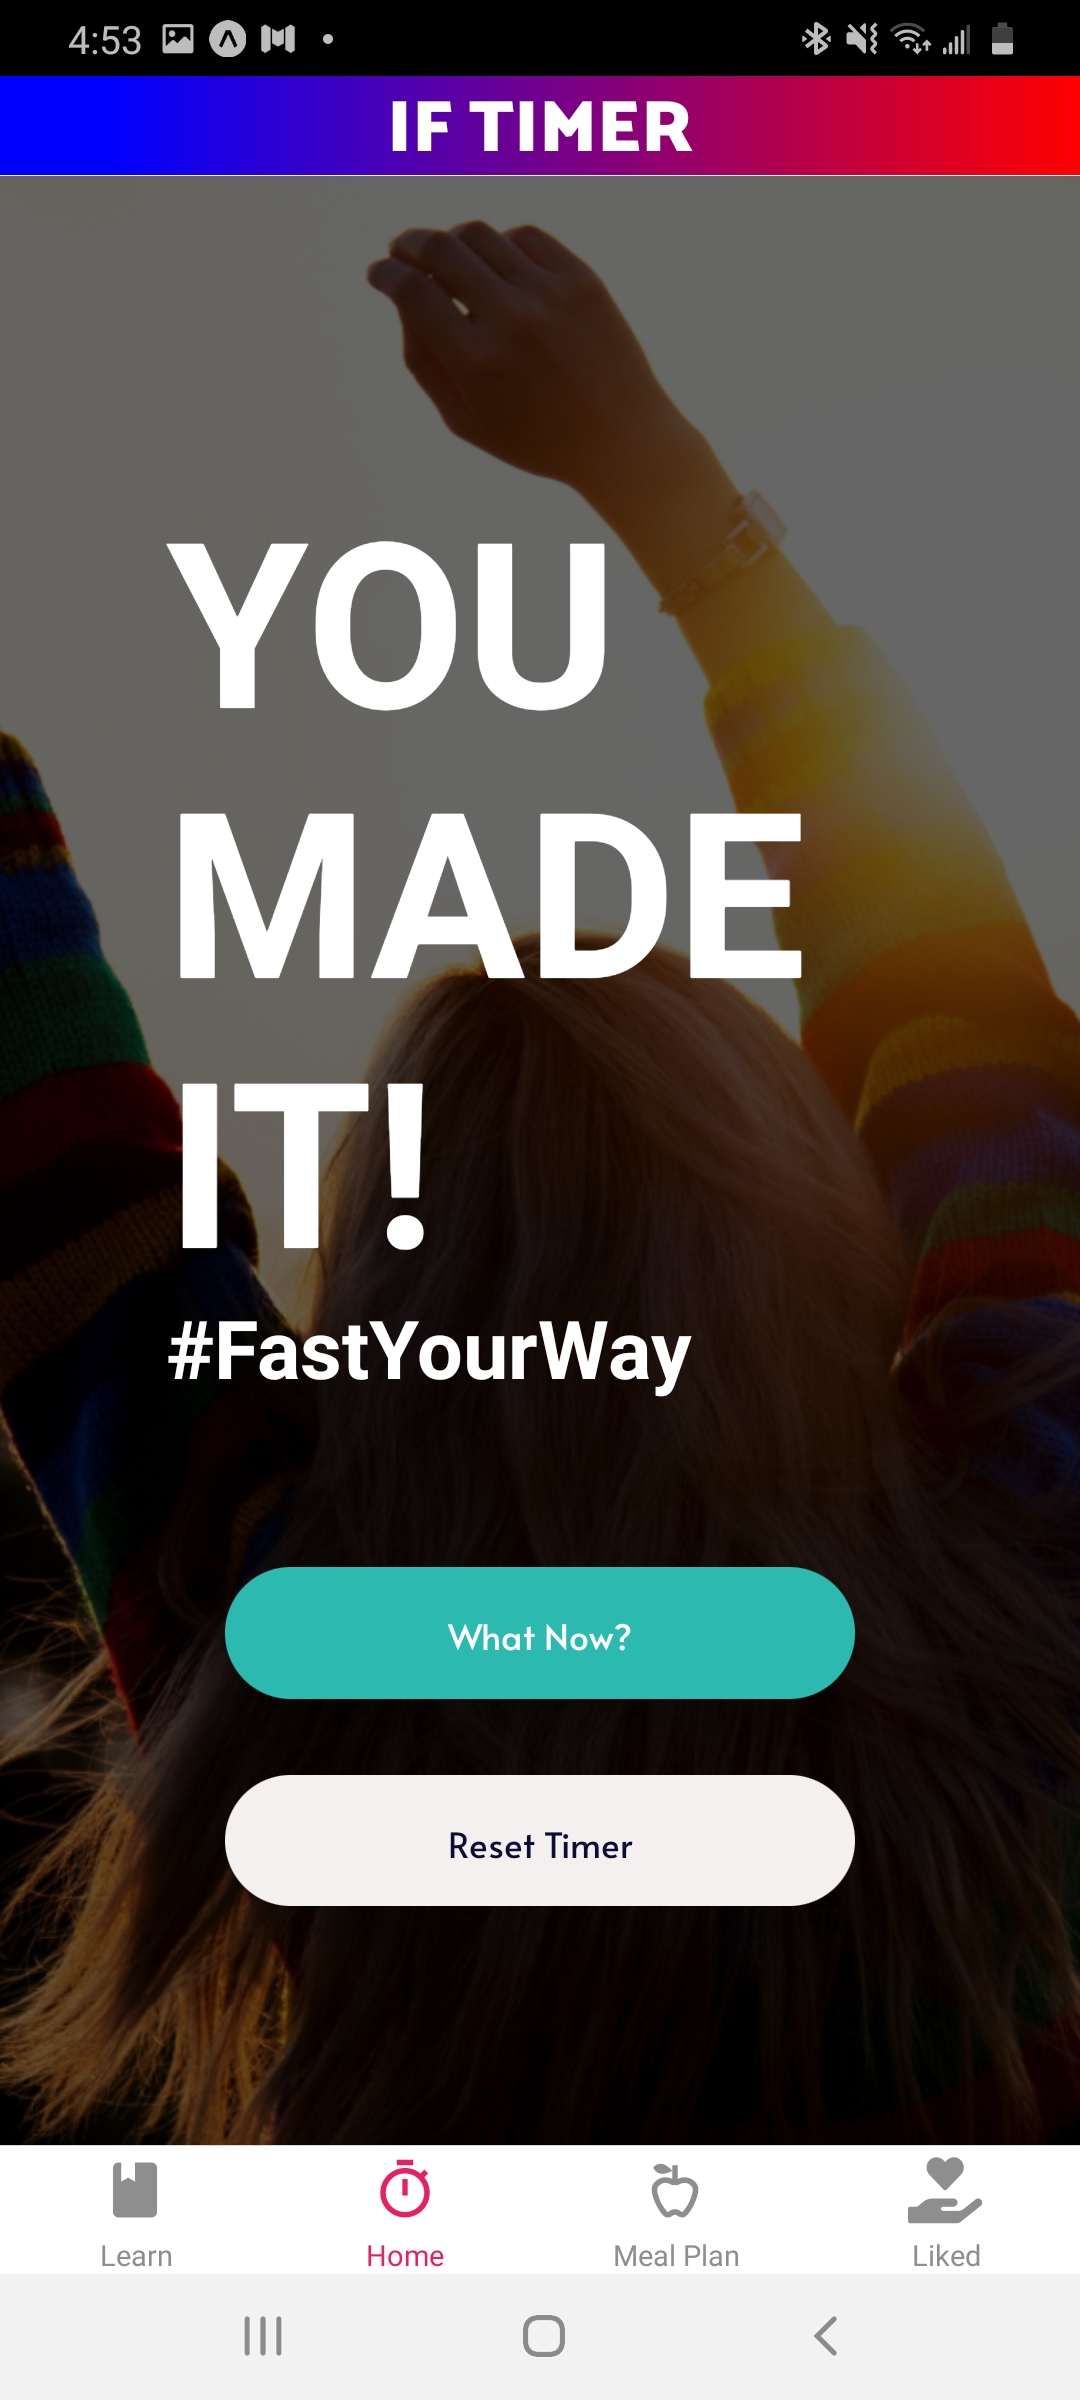 4:53
IF TIMER
YOU
MADE
IT!
#FastYourWay
What Now?
Reset Timer
Learn
Home
Meal Plan
Liked